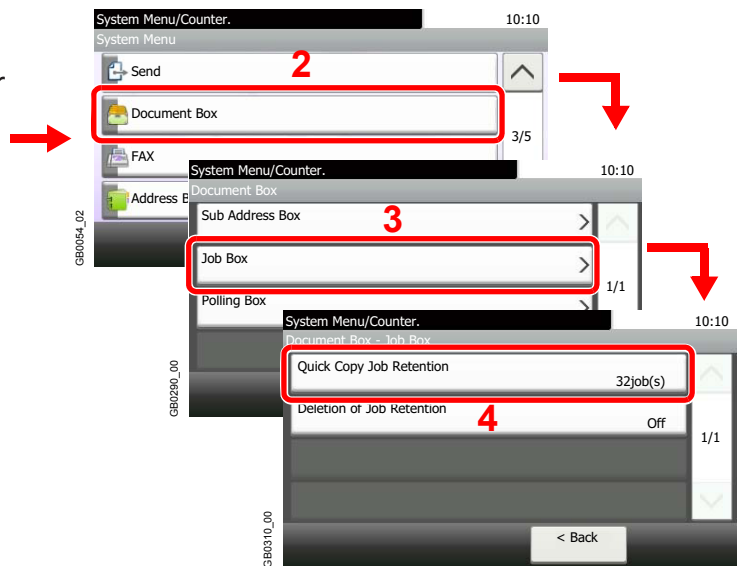 System Menu/Counter.
10:10
System Menu
2
r
Send
Document Box
3/5
FAX
Address B
GB0054_02
System Menu/Counter.
10:10
Document Box
Sub Address Box
3
Job Box
1/1
Polling Box
GB0290_00
System Menu/Counter.
10:10
Document Box - Job Box
Quick Copy Job Retention
32job(s)
Deletion of Job Retention
4
Off
1/1
< Back
GB0310_00